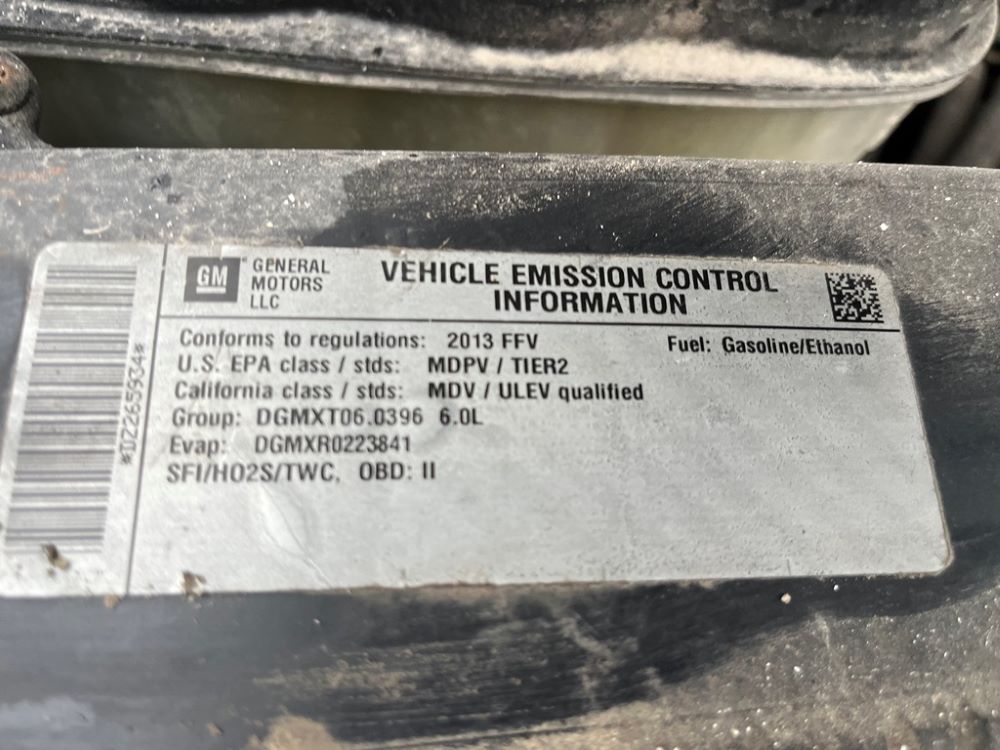 *D2265934*
GM
GENERAL
MOTORS
LLC
VEHICLE EMISSION CONTROL
INFORMATION
Conforms to regulations: 2013 FFV
Fuel: Gasoline/Ethanol
U.S. EPA class / stds: MDPV / TIER2
California class / stds: MDV / ULEV qualified
Group: DGMXT06.0396 6.0L
Evap: DGMXR0223841
SFI/HO2S/TWC, OBD: II